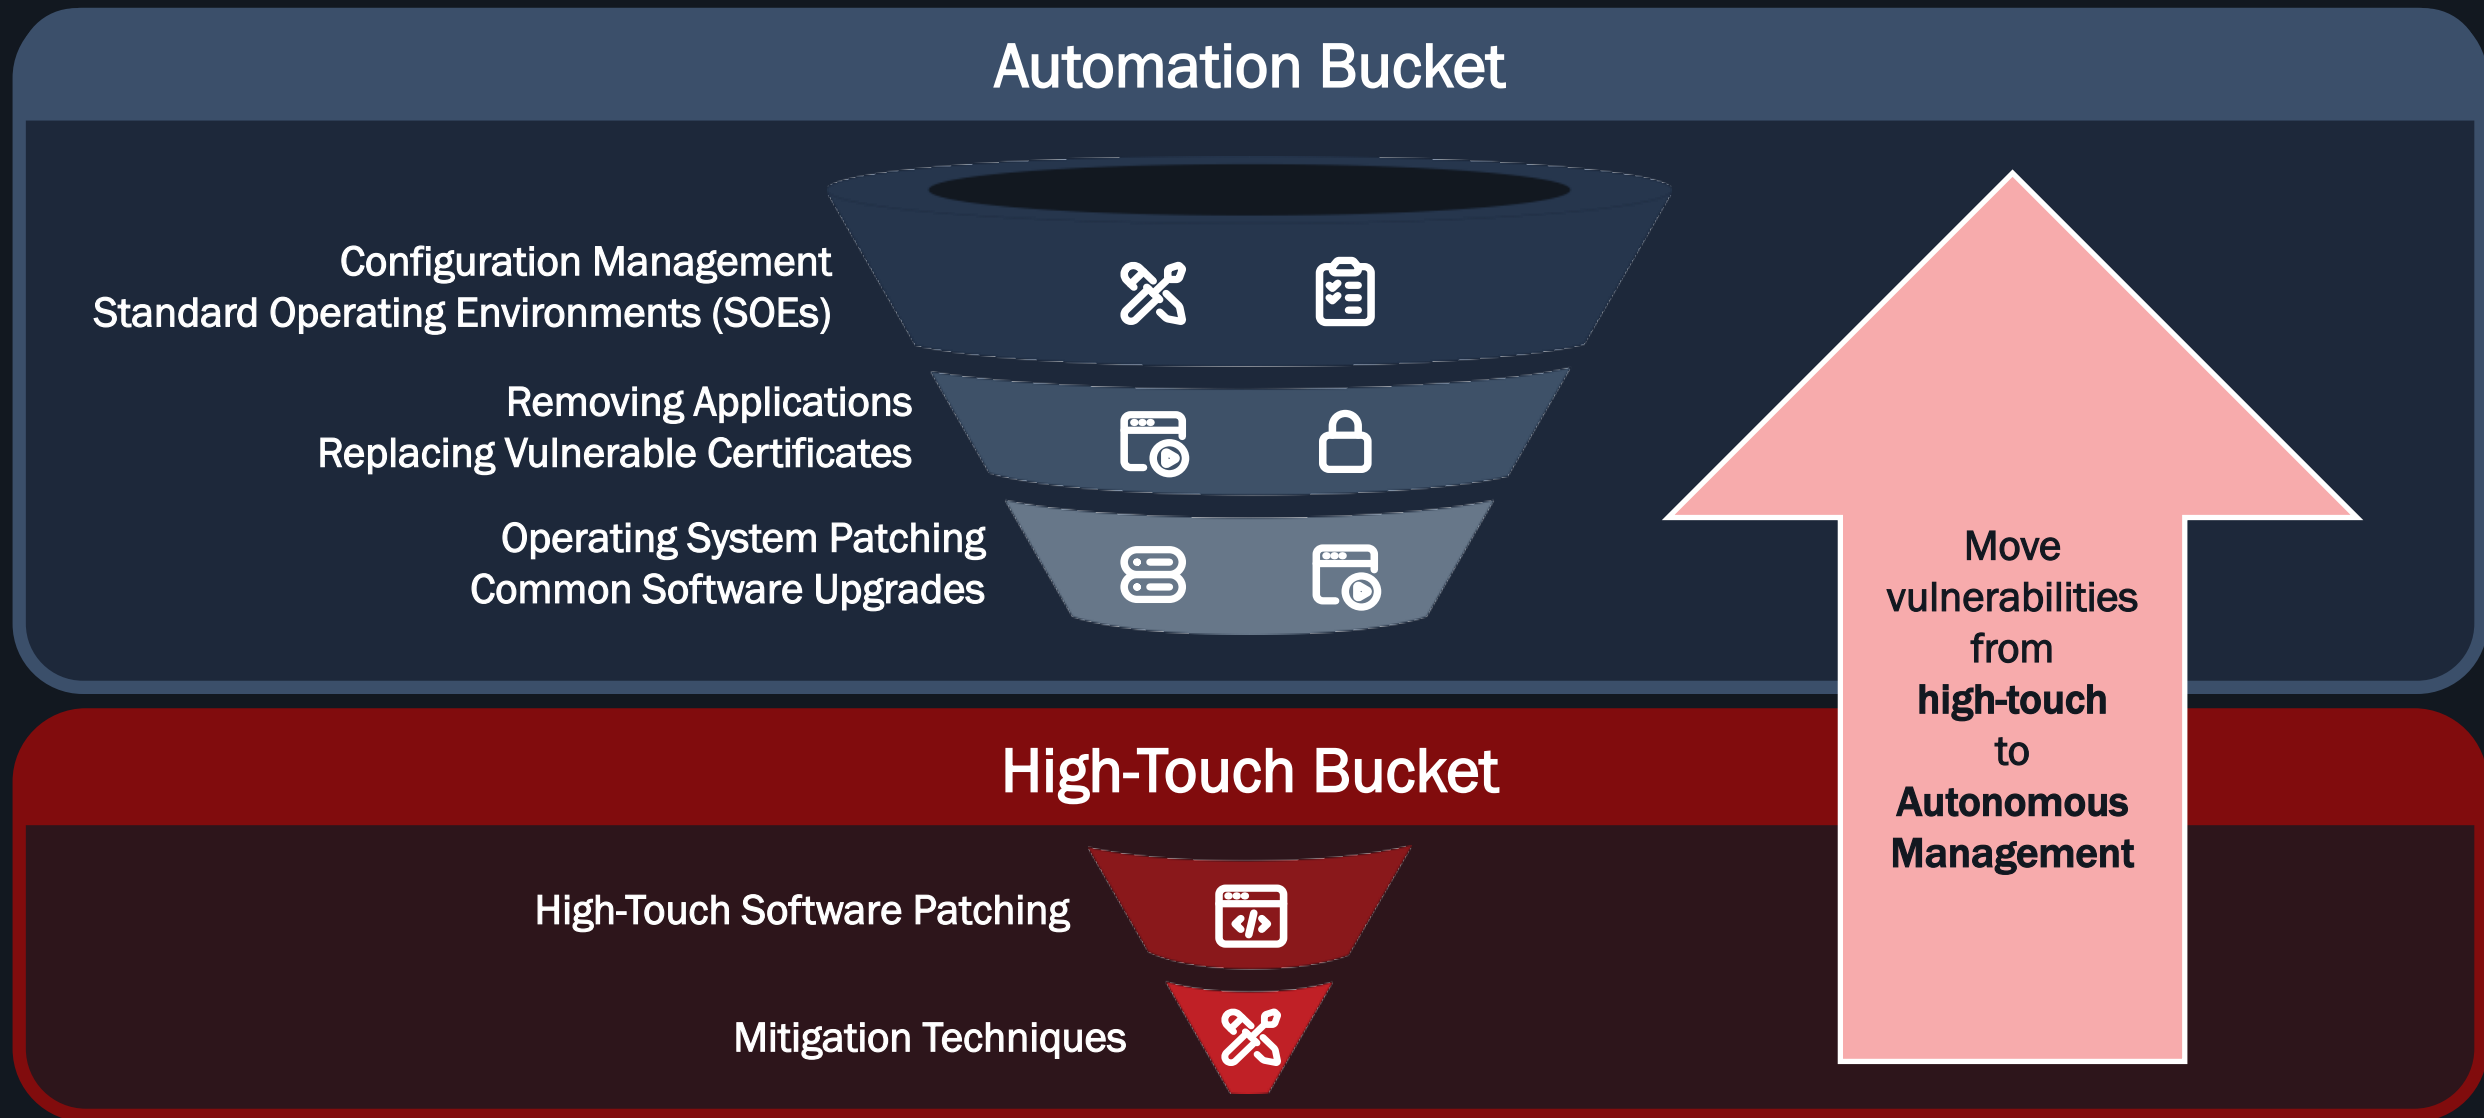 Automation Bucket
Configuration Management
Standard Operating Environments (SOEs)
Removing Applications
Replacing Vulnerable Certificates
Operating System Patching
Common Software Upgrades
Move
vulnerabilities
from
high-touch
to
Autonomous
Management
High-Touch Bucket
High-Touch Software Patching
Mitigation Techniques